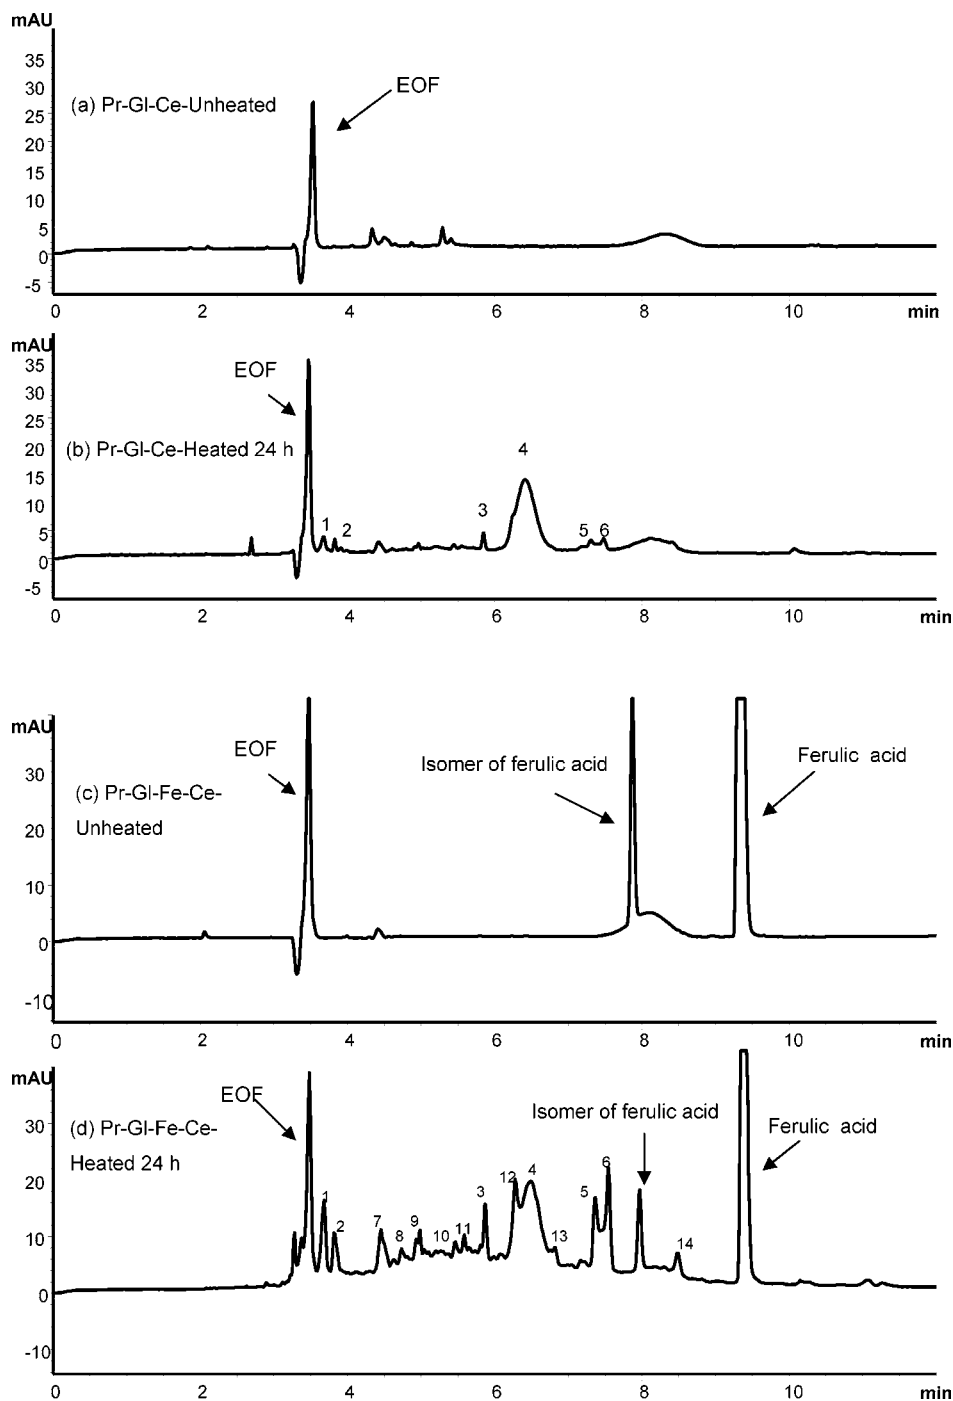 mAU
35
30
EOF
(a) Pr-Gl-Ce-Unheated
25
20
15
10
5
0
-5
0 2 4 6 8 10 min
mAU
35
EOF
30
25
(b) Pr-Gl-Ce-Heated 24 h
4
20
15
10
3
5
1 2 5 6
0
-5
0 2 4 6 8 10 min
mAU
EOF
Isomer of ferulic acid
Ferulic acid
30
(c) Pr-Gl-Fe-Ce-
Unheated
20
10
0
-10
0 2 4 6 8 10 min
mAU
EOF
Isomer of ferulic acid
Ferulic acid
30
(d) Pr-Gl-Fe-Ce-
Heated 24 h
20
1 2 7 8 9 10 11 3 12 4 13 5 6 14
10
0
-10
0 2 4 6 8 10 min